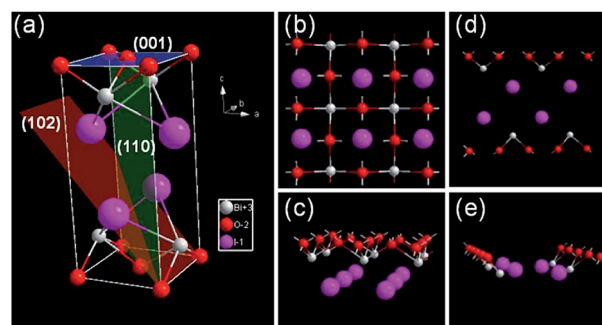 (a)
(001)
(102)
(110)
c
b
a
Bi+3
O-2
I-1
(b)
(c)
(d)
(e)